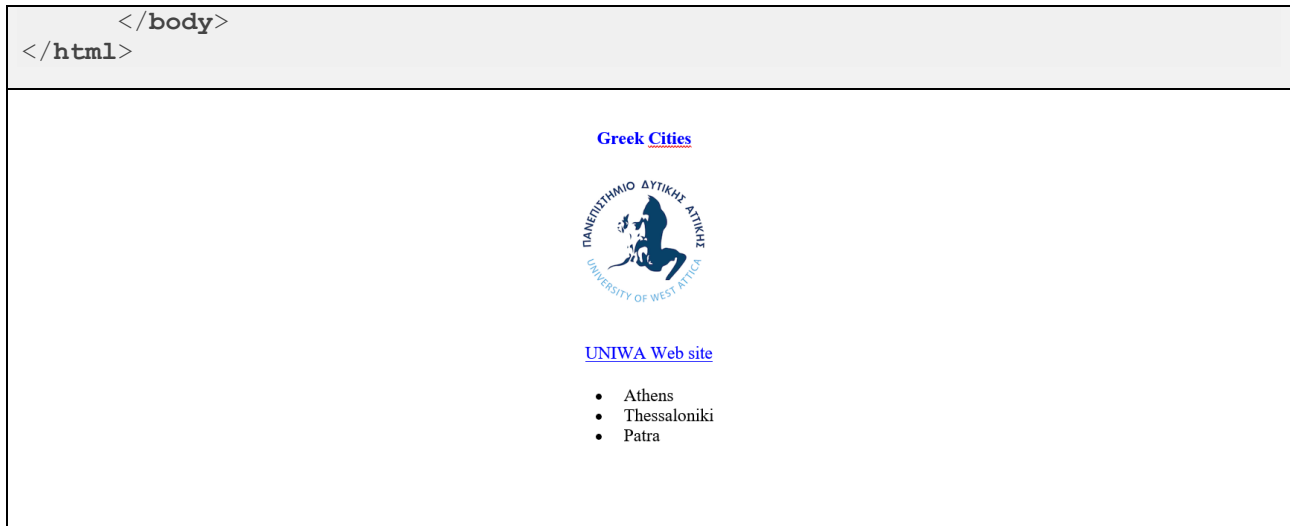 </body>
</html>
Greek Cities
ΠΑΝΕΠΙΣΤΗΜΙΟ ΔΥΤΙΚΗΣ ΑΤΤΙΚΗΣ
UNIVERSITY OF WEST ATTICA
UNIWA Web site
• Athens
• Thessaloniki
• Patra